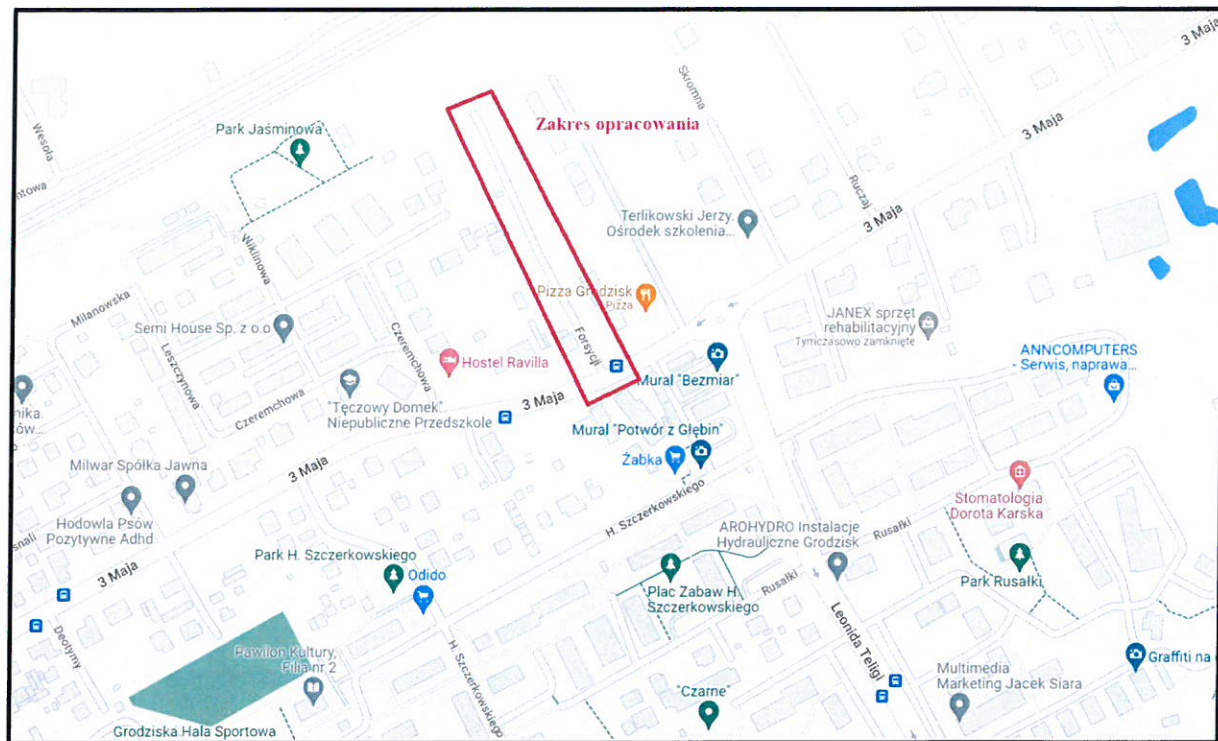 3 Maja
Wesoła
Skromna
Zakres opracowania
Park Jaśminowa
3 Maja
ntowa
Ruczaj
Terlikowski Jerzy.
Ośrodek szkolenia...
3 Maja
Wiklinowa
Pizza Grodzisk
Pizza
Milanowska
JANEX sprzęt
rehabilitacyjny
Tymczasowo zamknięte
Semi House Sp. z o.o
Czeremchowa
Forsycji
Leszczynowa
Hostel Ravilla
ANNCOMPUTERS
- Serwis, naprawa...
Mural "Bezmiar"
nika.
ców...
"Tęczowy Domek"
Niepubliczne Przedszkole
3 Maja
Czeremchowa
Mural "Potwór z Głębin"
Żabka
Milwar Spółka Jawna
3 Maja
Stomatologia
Dorota Karska
H. Szczerkowskiego
Hodowla Psów
Pozytywne Adhd
AROHYDRO Instalacje
Hydrauliczne Grodzisk
Rusałki
snali
Park H. Szczerkowskiego
Odido
3 Maja
Plac Zabaw H.
Szczerkowskiego
Rusałki
Park Rusałki
Deotymy
Leonida Teligi
Pawilon Kultury,
Filia nr 2
H. Szczerkowskiego
Graffiti na
Multimedia
Marketing Jacek Siara
"Czarne"
Grodziska Hala Sportowa